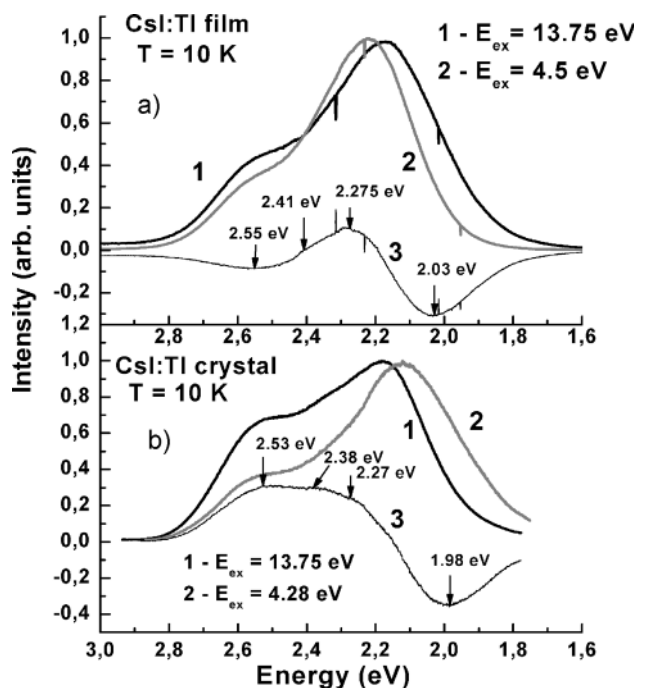 CsI:Tl film
T = 10 K
a)
1 - Eex = 13.75 eV
2 - Eex = 4.5 eV
1
2
3
2.55 eV
2.41 eV
2.275 eV
2.03 eV
1,0
0,8
0,6
0,4
0,2
0,0
-0,2
1,2
2,8
2,6
2,4
2,2
2,0
1,8
1,6
Intensity (arb. units)
CsI:Tl crystal
T = 10 K
b)
1
2
3
2.53 eV
2.38 eV
2.27 eV
1.98 eV
1 - Eex = 13.75 eV
2 - Eex = 4.28 eV
1,0
0,8
0,6
0,4
0,2
0,0
-0,2
-0,4
3,0
2,8
2,6
2,4
2,2
2,0
1,8
1,6
Energy (eV)